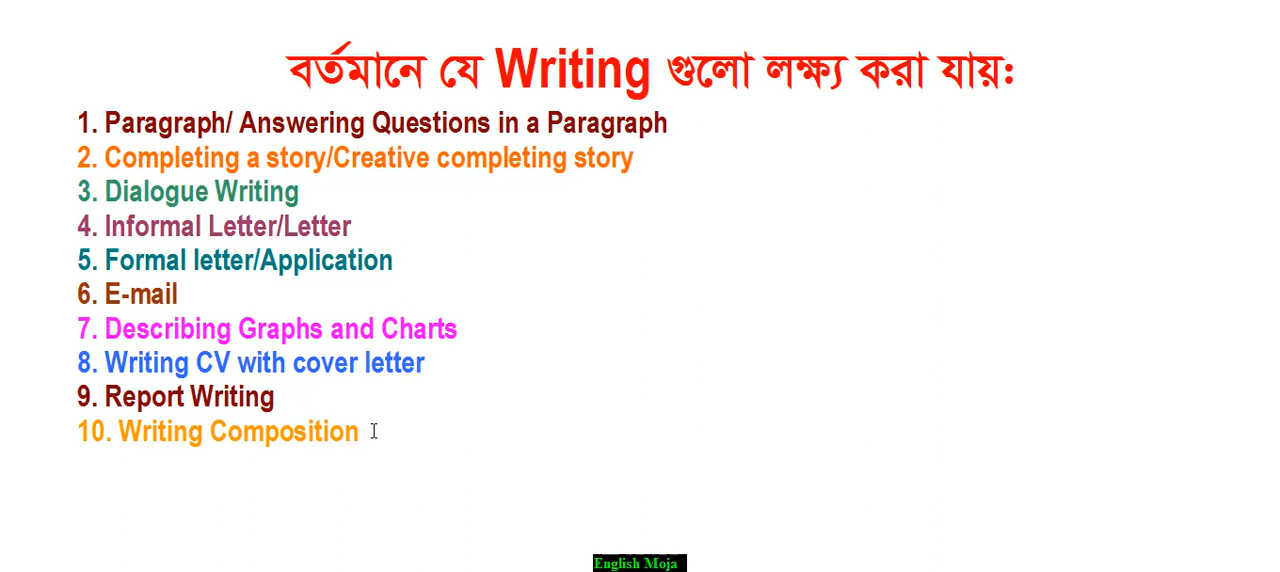 বর্তমানে যে Writing গুলো লক্ষ্য করা যায়:
1. Paragraph/ Answering Questions in a Paragraph
2. Completing a story/Creative completing story
3. Dialogue Writing
4. Informal Letter/Letter
5. Formal letter/Application
6. E-mail
7. Describing Graphs and Charts
8. Writing CV with cover letter
9. Report Writing
10. Writing Composition
English Moja